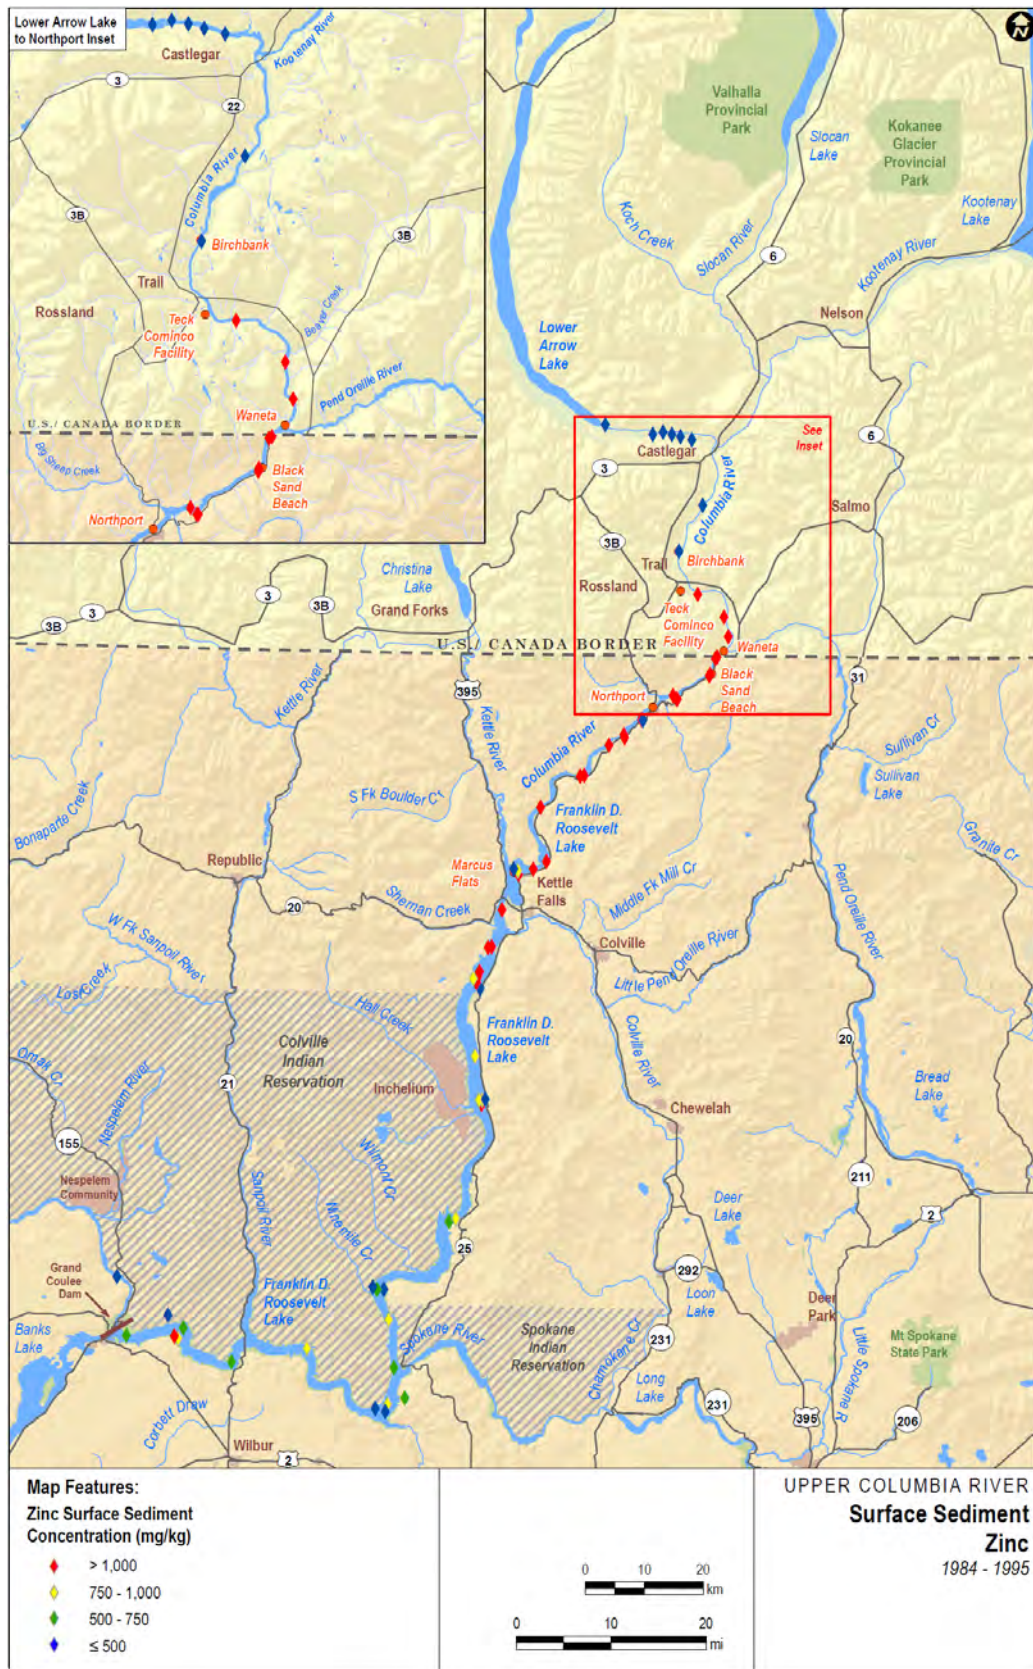 Lower Arrow Lake
to Northport Inset
Castlegar
Kootenay River
3
22
Columbia River
3B
Birchbank
3B
Trail
Rossland
Teck
Cominco
Facility
Beaver Creek
Pend Oreille River
Waneta
U.S./ CANADA BORDER
Big Sheep Creek
Black
Sand
Beach
Northport
N
Valhalla
Provincial
Park
Slocan
Lake
Kokanee
Glacier
Provincial
Park
Kootenay
Lake
Koch Creek
Slocan River
6
Kootenay River
Nelson
Lower
Arrow
Lake
See
Inset
Castlegar
6
3
Columbia River
Salmo
3B
Birchbank
Trail
Rossland
Christina
Lake
Grand Forks
3
3B
3
3B
Teck
Cominco
Facility
U.S./ CANADA BORDER
Waneta
Black
Sand
Beach
31
Northport
395
Kettle River
Kettle River
Columbia River
Sullivan Cr
Sullivan
Lake
S Fk Boulder Cr
Bonaparte Creek
Franklin D.
Roosevelt
Lake
Granite Cr
Republic
Marcus
Flats
Kettle
Falls
Middle Fk Mill Cr
Pend Oreille River
20
Sherman Creek
W Fk Sanpoil River
Colville
Little Pend Oreille River
Lost Creek
Hall Creek
Franklin D.
Roosevelt
Lake
Colville River
Colville
Indian
Reservation
20
Omak Cr
Nespelem River
21
Inchelium
Bread
Lake
Chewelah
155
Wilmont Cr
Nespelem
Community
Sanpoil River
Ninemile Cr
211
Deer
Lake
2
25
Grand
Coulee
Dam
292
Franklin D.
Roosevelt
Lake
Loon
Lake
Deer
Park
Banks
Lake
Spokane River
Spokane
Indian
Reservation
Chamokane Cr
231
Little Spokane R
Mt Spokane
State Park
Long
Lake
Corbett Draw
231
395
206
Wilbur
2
Map Features:
Zinc Surface Sediment
Concentration (mg/kg)
> 1,000
750 - 1,000
500 - 750
≤ 500
0 10 20
km
0 10 20
mi
UPPER COLUMBIA RIVER
Surface Sediment
Zinc
1984 - 1995